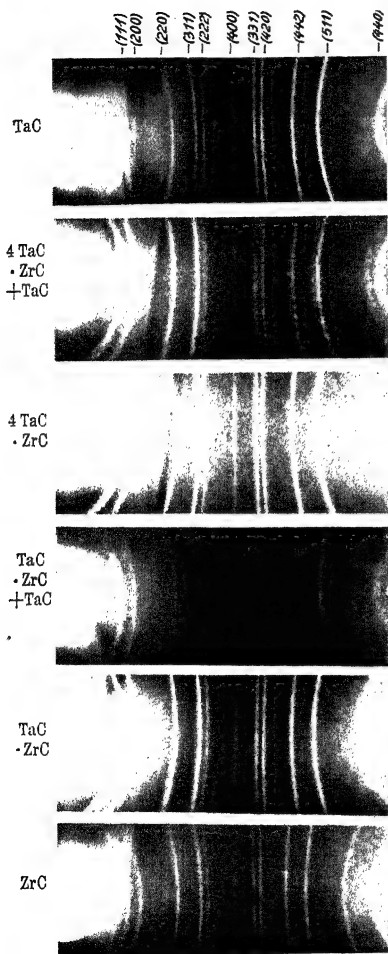 -(111)
-(200)
-(220)
-(311)
-(222)
-(400)
-(331)
-(420)
-(442)
-(511)
-(440)
TaC
4 TaC
· ZrC
+TaC
4 TaC
· ZrC
TaC
· ZrC
+TaC
TaC
· ZrC
ZrC